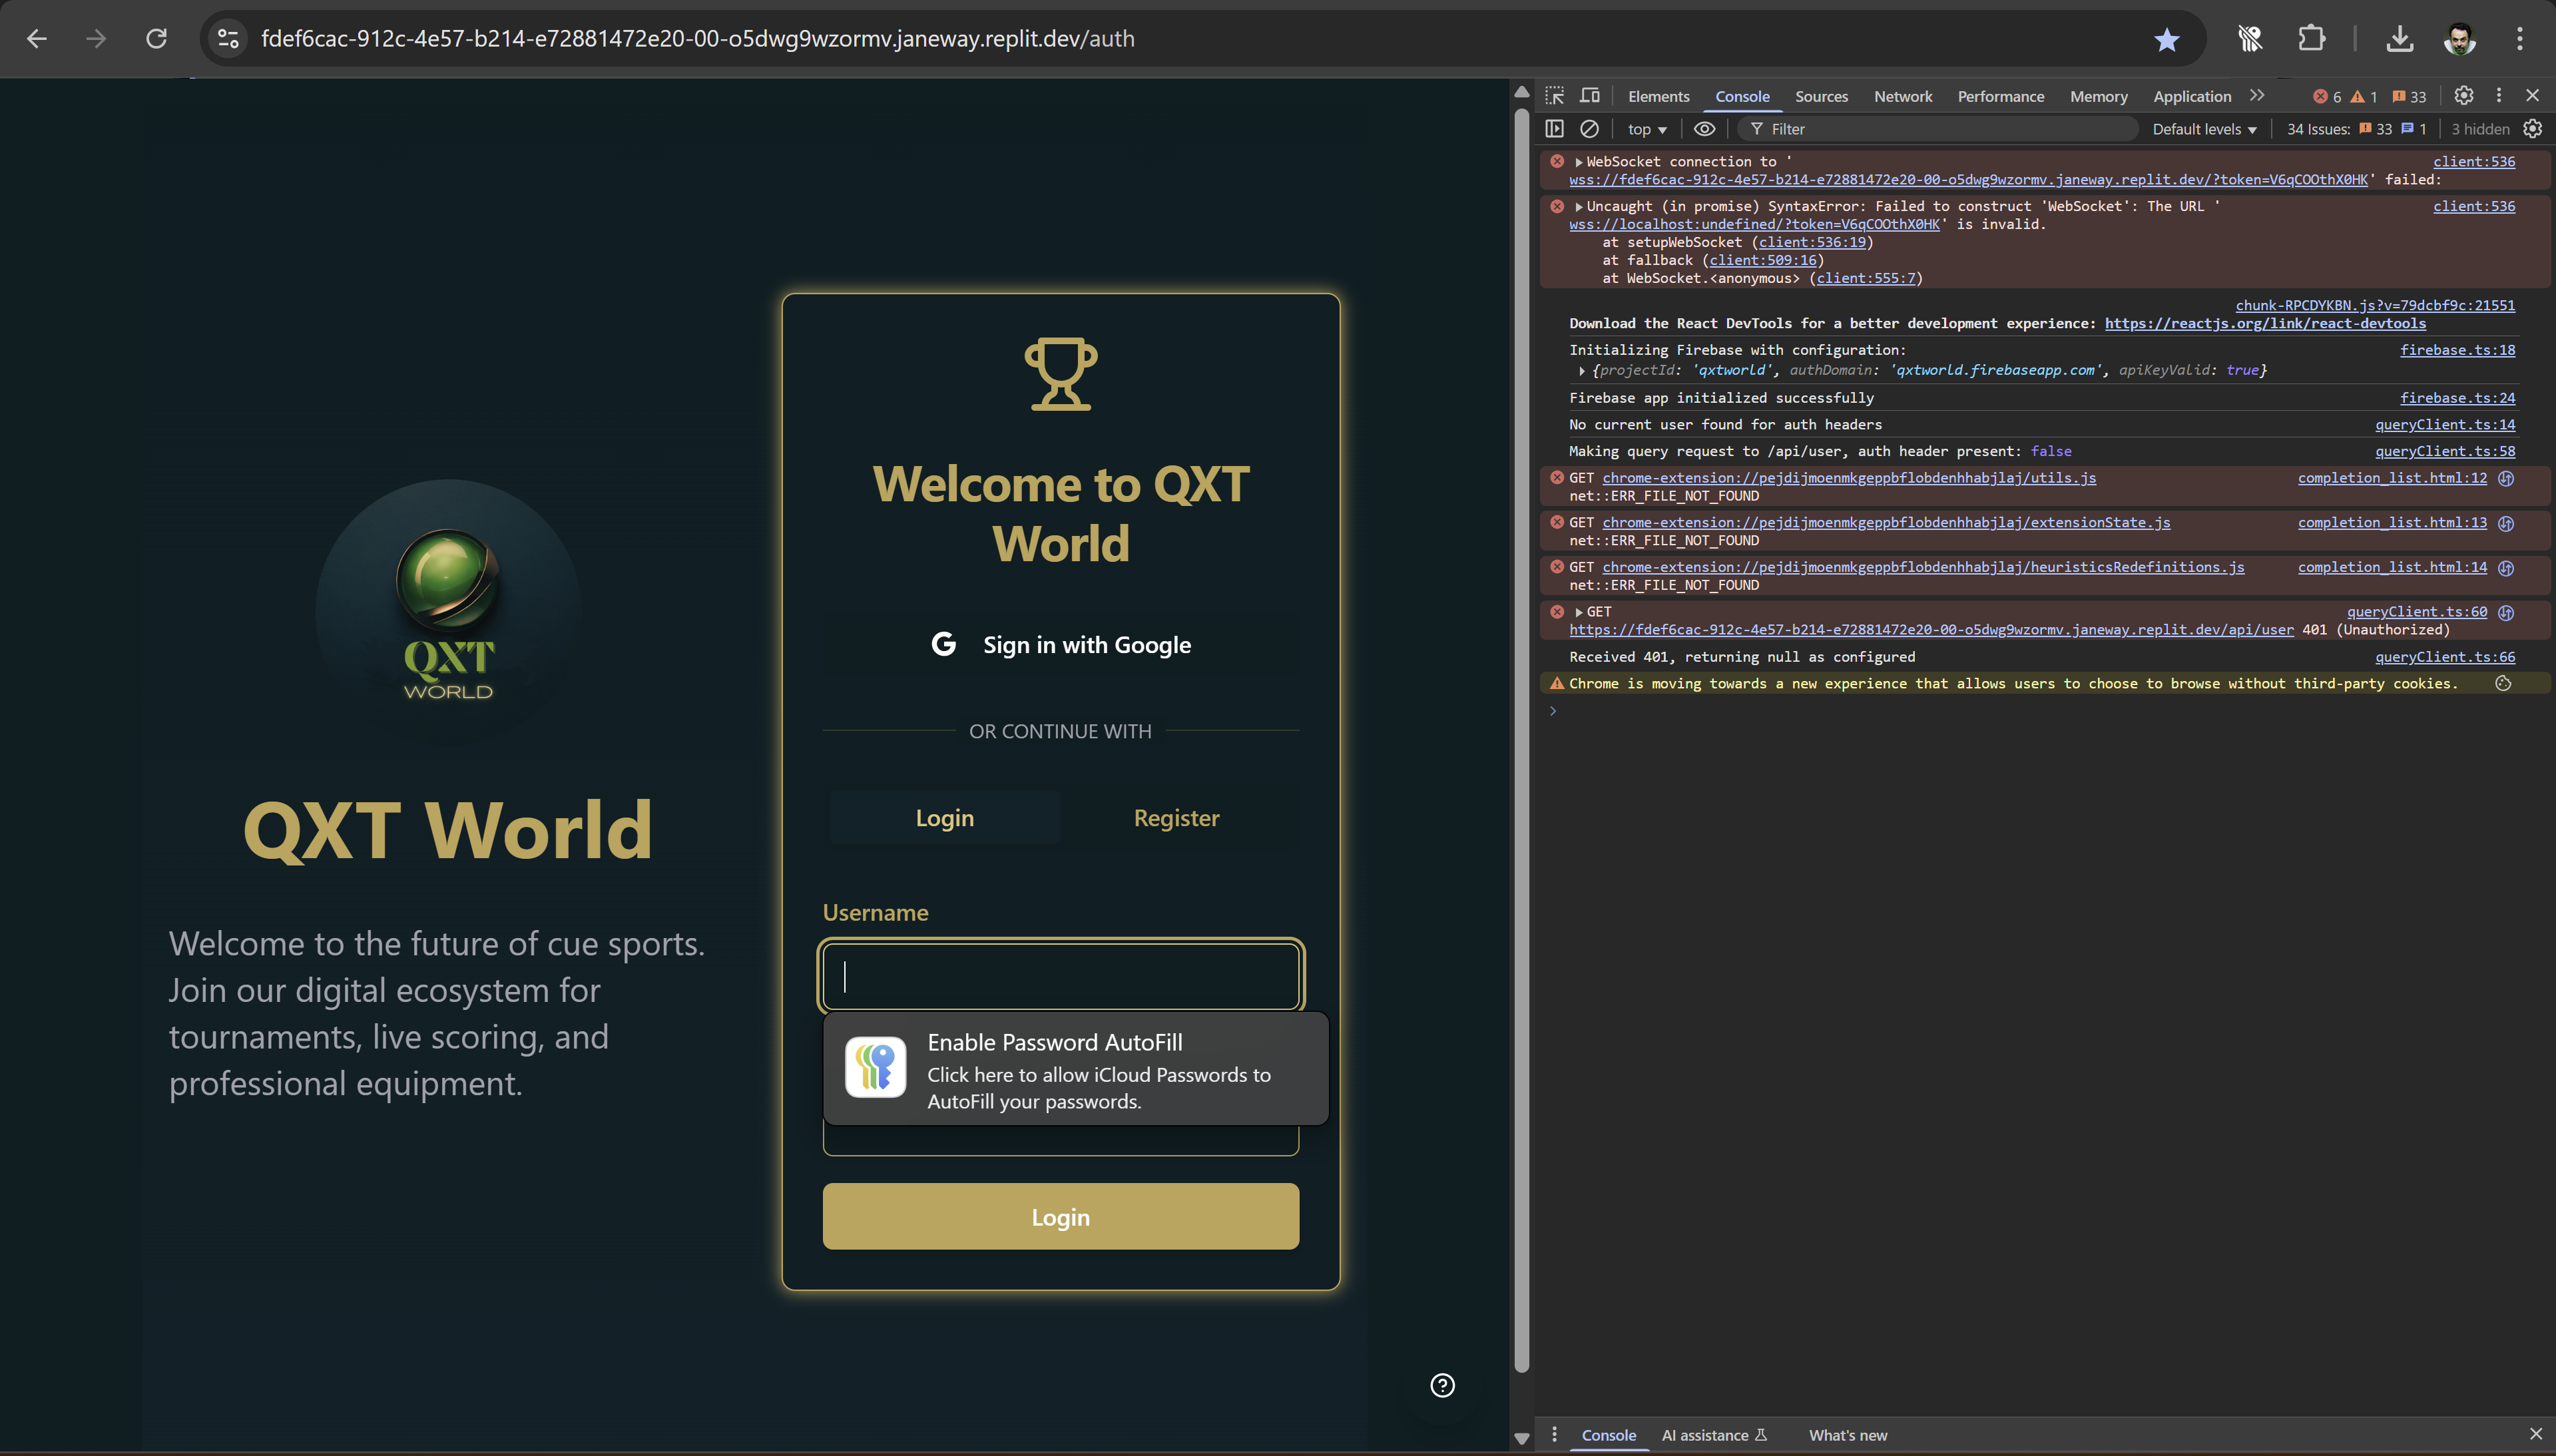 fdef6cac-912c-4e57-b214-e72881472e20-00-o5dwg9wzormv.janeway.replit.dev/auth
QXT
WORLD
QXT World
Welcome to the future of cue sports.
Join our digital ecosystem for
tournaments, live scoring, and
professional equipment.
Welcome to QXT
World
G Sign in with Google
OR CONTINUE WITH
Login Register
Username
Enable Password AutoFill
Click here to allow iCloud Passwords to
AutoFill your passwords.
Login
Elements Console Sources Network Performance Memory Application 6 1 33
top Filter Default levels 34 Issues: 33 1 3 hidden
WebSocket connection to ' client:536
wss://fdef6cac-912c-4e57-b214-e72881472e20-00-o5dwg9wzormv.janeway.replit.dev/?token=V6qCOOthX0HK' failed:
Uncaught (in promise) SyntaxError: Failed to construct 'WebSocket': The URL ' client:536
wss://localhost:undefined/?token=V6qCOOthX0HK' is invalid.
at setupWebSocket (client:536:19)
at fallback (client:509:16)
at WebSocket.<anonymous> (client:555:7)
chunk-RPCDYKBN.js?v=79dcbf9c:21551
Download the React DevTools for a better development experience: https://reactjs.org/link/react-devtools
Initializing Firebase with configuration: firebase.ts:18
{projectId: 'qxtworld', authDomain: 'qxtworld.firebaseapp.com', apiKeyValid: true}
Firebase app initialized successfully firebase.ts:24
No current user found for auth headers queryClient.ts:14
Making query request to /api/user, auth header present: false queryClient.ts:58
GET chrome-extension://pejdijmoenmkgeppbflobdenhhabjlaj/utils.js completion_list.html:12
net::ERR_FILE_NOT_FOUND
GET chrome-extension://pejdijmoenmkgeppbflobdenhhabjlaj/extensionState.js completion_list.html:13
net::ERR_FILE_NOT_FOUND
GET chrome-extension://pejdijmoenmkgeppbflobdenhhabjlaj/heuristicsRedefinitions.js completion_list.html:14
net::ERR_FILE_NOT_FOUND
GET queryClient.ts:60
https://fdef6cac-912c-4e57-b214-e72881472e20-00-o5dwg9wzormv.janeway.replit.dev/api/user 401 (Unauthorized)
Received 401, returning null as configured queryClient.ts:66
Chrome is moving towards a new experience that allows users to choose to browse without third-party cookies.
Console AI assistance What's new